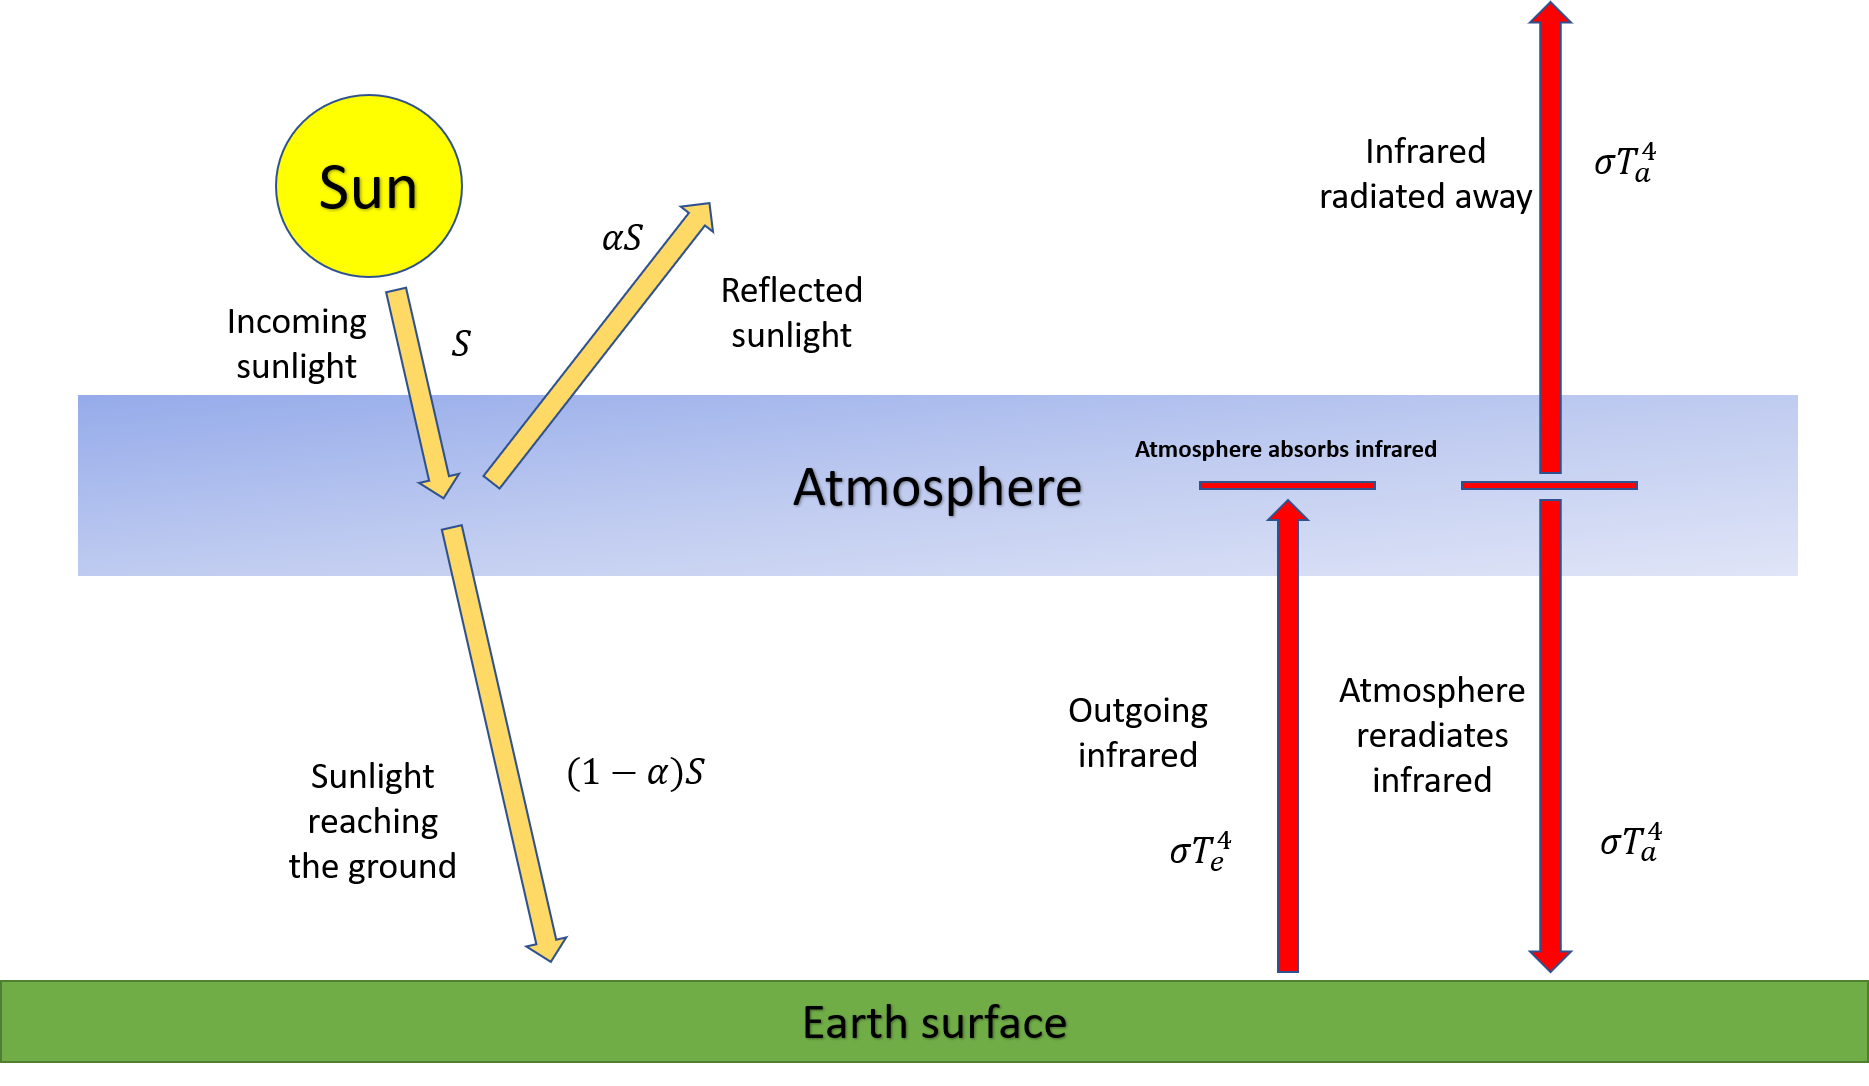 Sun
Incoming
sunlight
S
αS
Reflected
sunlight
Infrared
radiated away
σT_a^4
Atmosphere
Atmosphere absorbs infrared
Sunlight
reaching
the ground
(1 − α)S
Outgoing
infrared
σT_e^4
Atmosphere
reradiates
infrared
σT_a^4
Earth surface